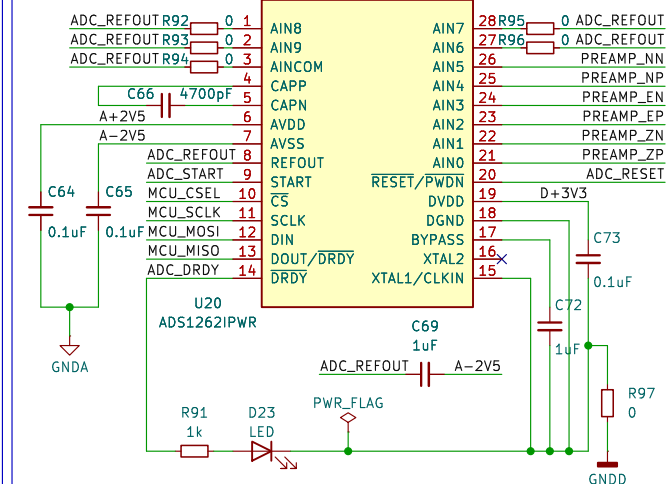 ADC_REFOUT R92 0 1 AIN8 AIN7 28 R95 0 ADC_REFOUT
ADC_REFOUT R93 0 2 AIN9 AIN6 27 R96 0 ADC_REFOUT
ADC_REFOUT R94 0 3 AINCOM AIN5 26 PREAMP_NN
4 CAPP AIN4 25 PREAMP_NP
C66 4700pF 5 CAPN AIN3 24 PREAMP_EN
A+2V5 6 AVDD AIN2 23 PREAMP_EP
A-2V5 7 AVSS AIN1 22 PREAMP_ZN
ADC_REFOUT 8 REFOUT AIN0 21 PREAMP_ZP
ADC_START 9 START RESET/PWDN 20 ADC_RESET
MCU_CSEL 10 CS DVDD 19 D+3V3
MCU_SCLK 11 SCLK DGND 18
MCU_MOSI 12 DIN BYPASS 17
MCU_MISO 13 DOUT/DRDY XTAL2 16
ADC_DRDY 14 DRDY XTAL1/CLKIN 15
C64
0.1uF
C65
0.1uF
C73
0.1uF
U20
ADS1262IPWR
C72
1uF
C69
1uF
ADC_REFOUT A-2V5
GNDA
R97
0
PWR_FLAG
R91
1k
D23
LED
GNDD